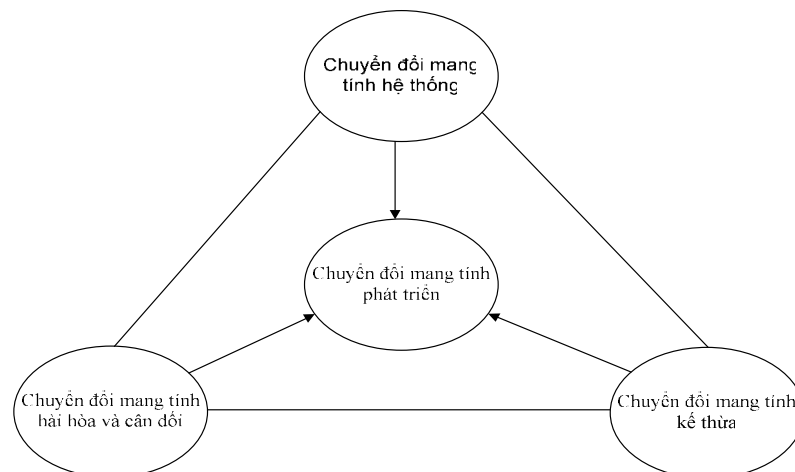 Chuyển đổi mang
tính hệ thống
Chuyển đổi mang tính
phát triển
Chuyển đổi mang tính
hài hòa và cân đối
Chuyển đổi mang tính
kế thừa